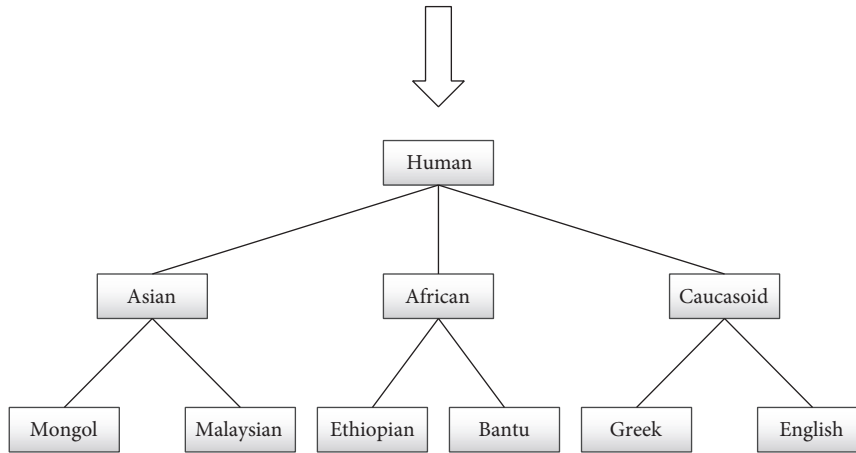 Human
Asian
African
Caucasoid
Mongol
Malaysian
Ethiopian
Bantu
Greek
English